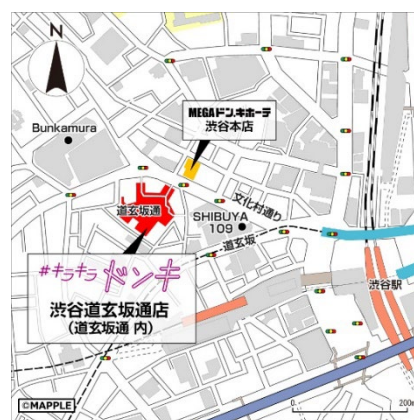 N
Bunkamura
MEGAドン.キホーテ
渋谷本店
道玄坂通
文化村通り
SHIBUYA
109
道玄坂
#キラキラドンキ
渋谷道玄坂通店
(道玄坂通 内)
渋谷駅
©MAPPLE
0
200m